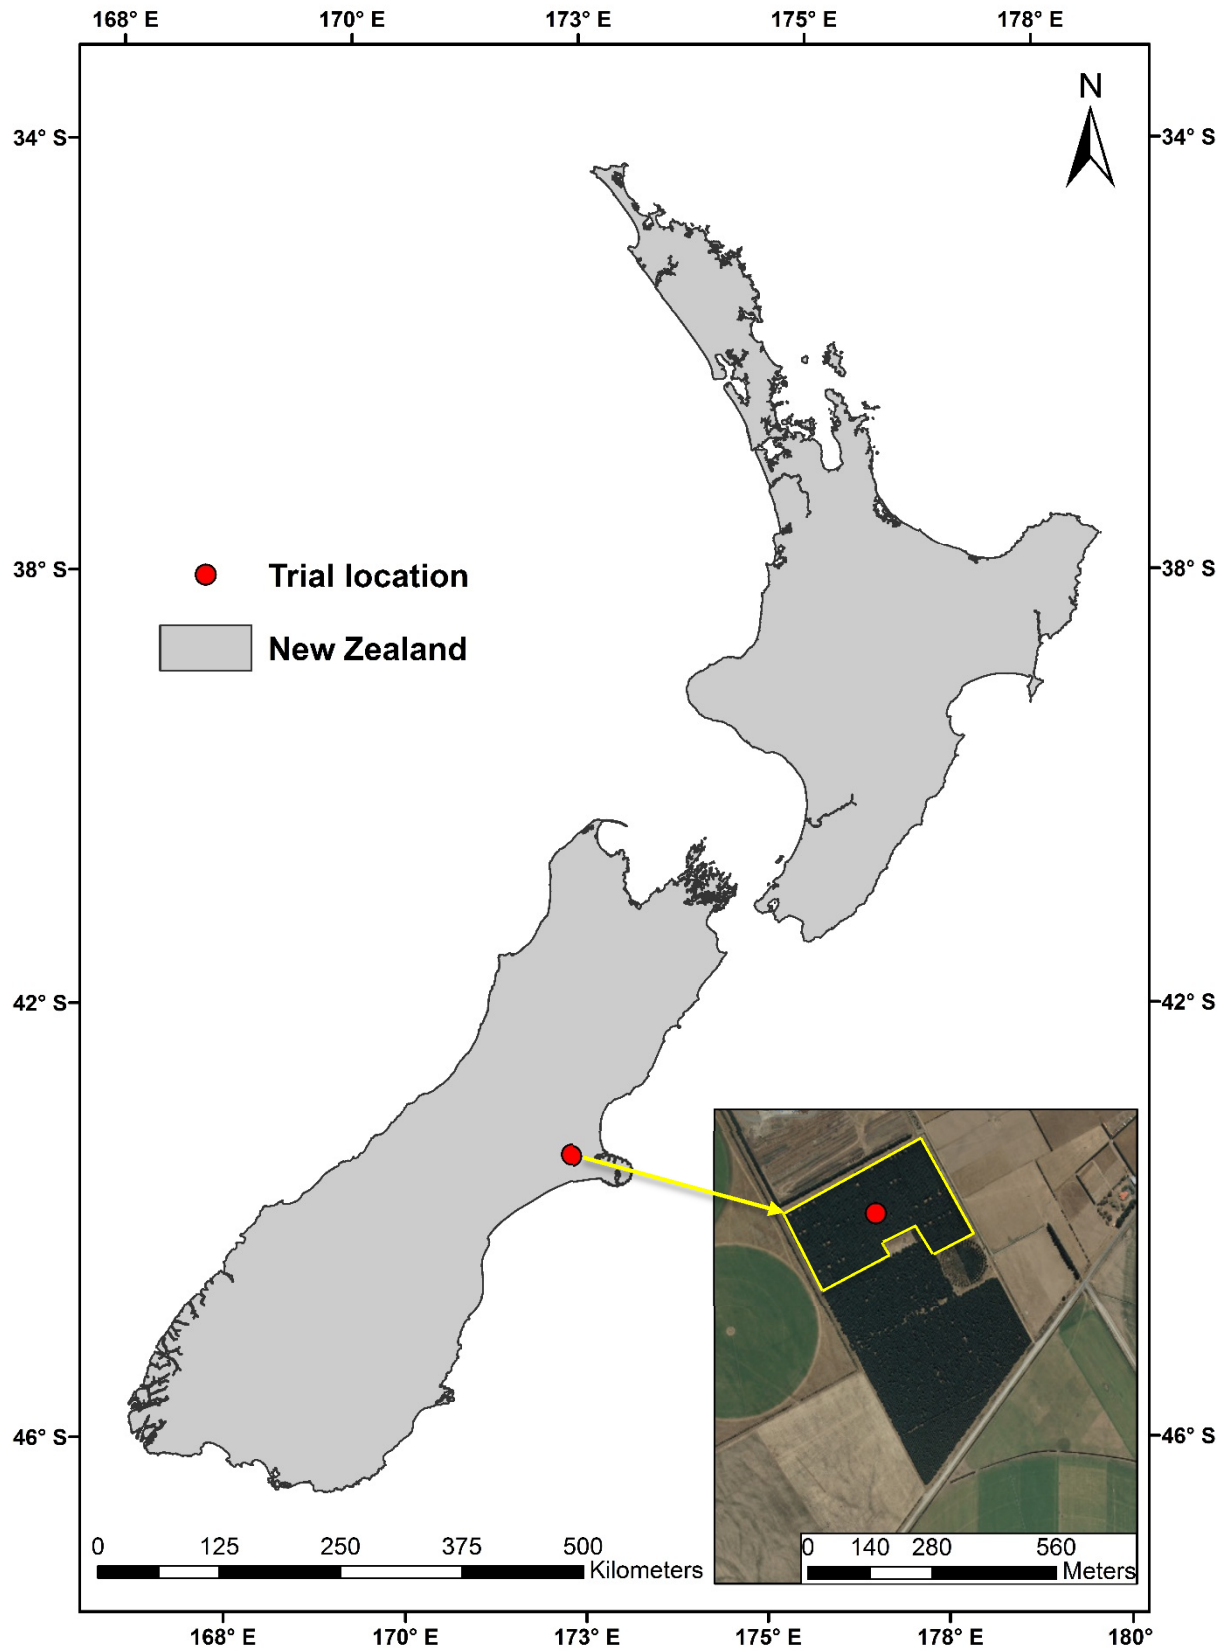 168° E 170° E 173° E 175° E 178° E
N
34° S 34° S
38° S 38° S
Trial location
New Zealand
42° S 42° S
46° S 46° S
0 125 250 375 500
Kilometers
0 140 280 560
Meters
168° E 170° E 173° E 175° E 178° E 180°